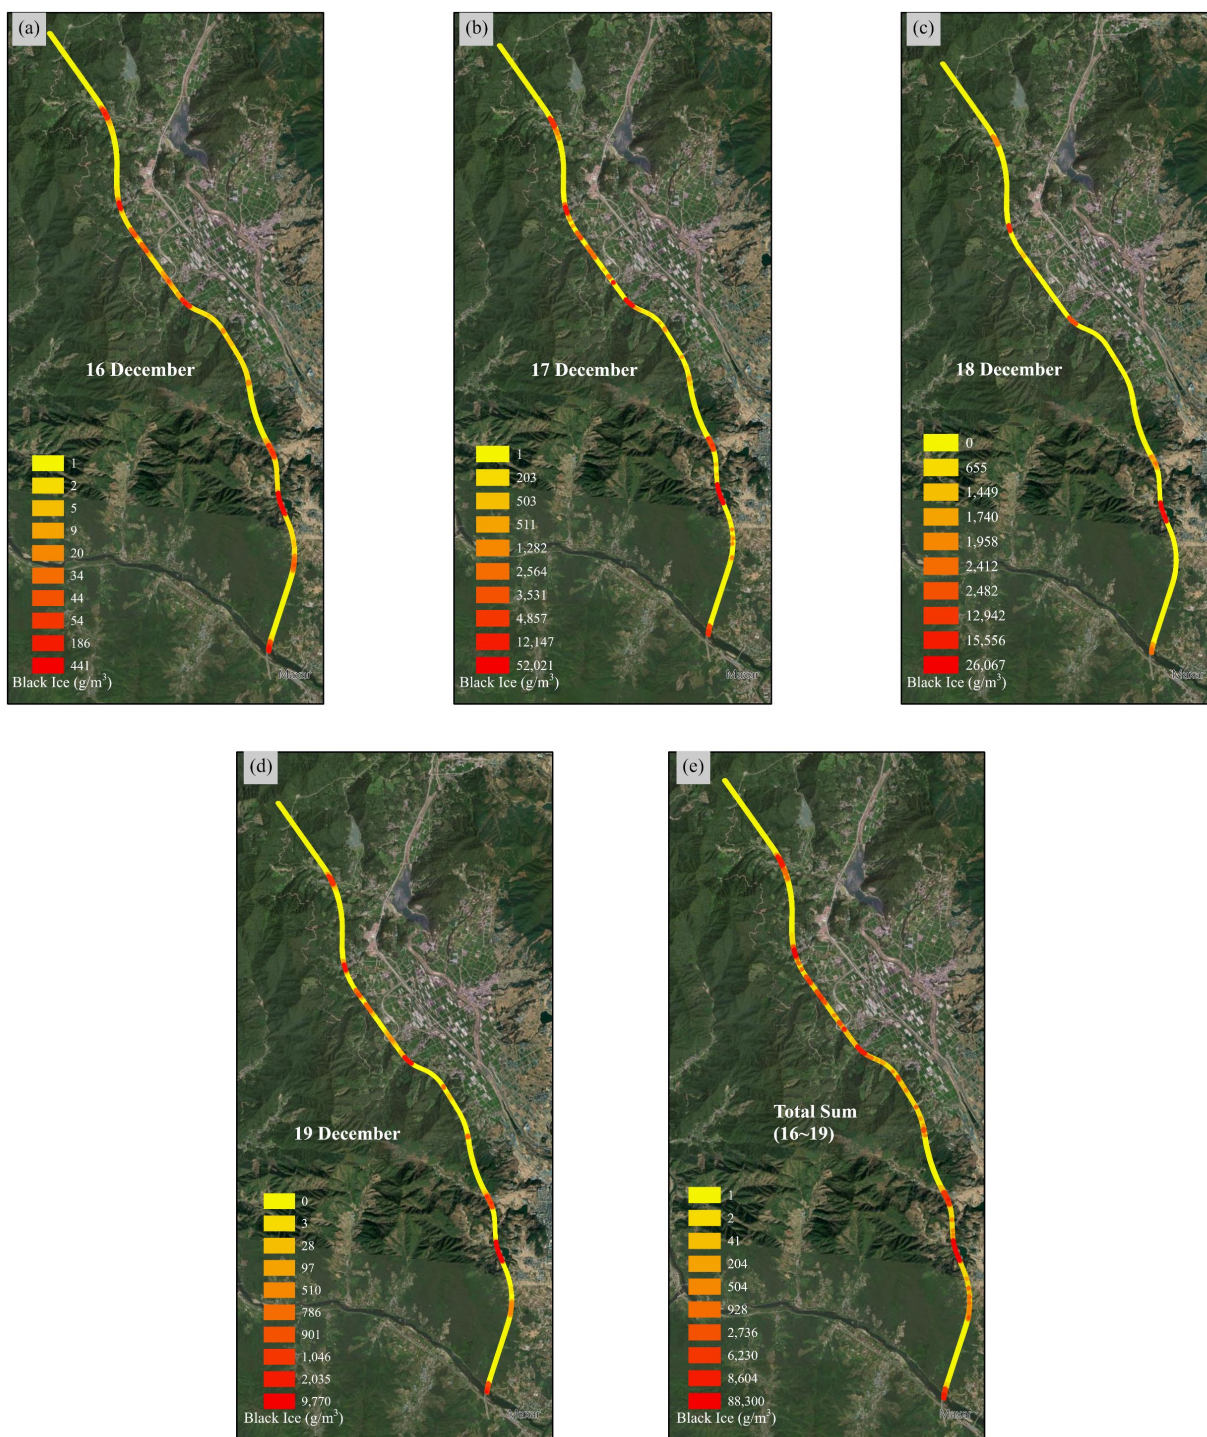 (a)
16 December
1
2
5
9
20
34
44
54
186
441
Black Ice (g/m³)
Maxar
(b)
17 December
1
203
503
511
1,282
2,564
3,531
4,857
12,147
52,021
Black Ice (g/m³)
Maxar
(c)
18 December
0
655
1,449
1,740
1,958
2,412
2,482
12,942
15,556
26,067
Black Ice (g/m³)
Maxar
(d)
19 December
0
3
28
97
510
786
901
1,046
2,035
9,770
Black Ice (g/m³)
Maxar
(e)
Total Sum
(16~19)
1
2
41
204
504
928
2,736
6,230
8,604
88,300
Black Ice (g/m³)
Maxar